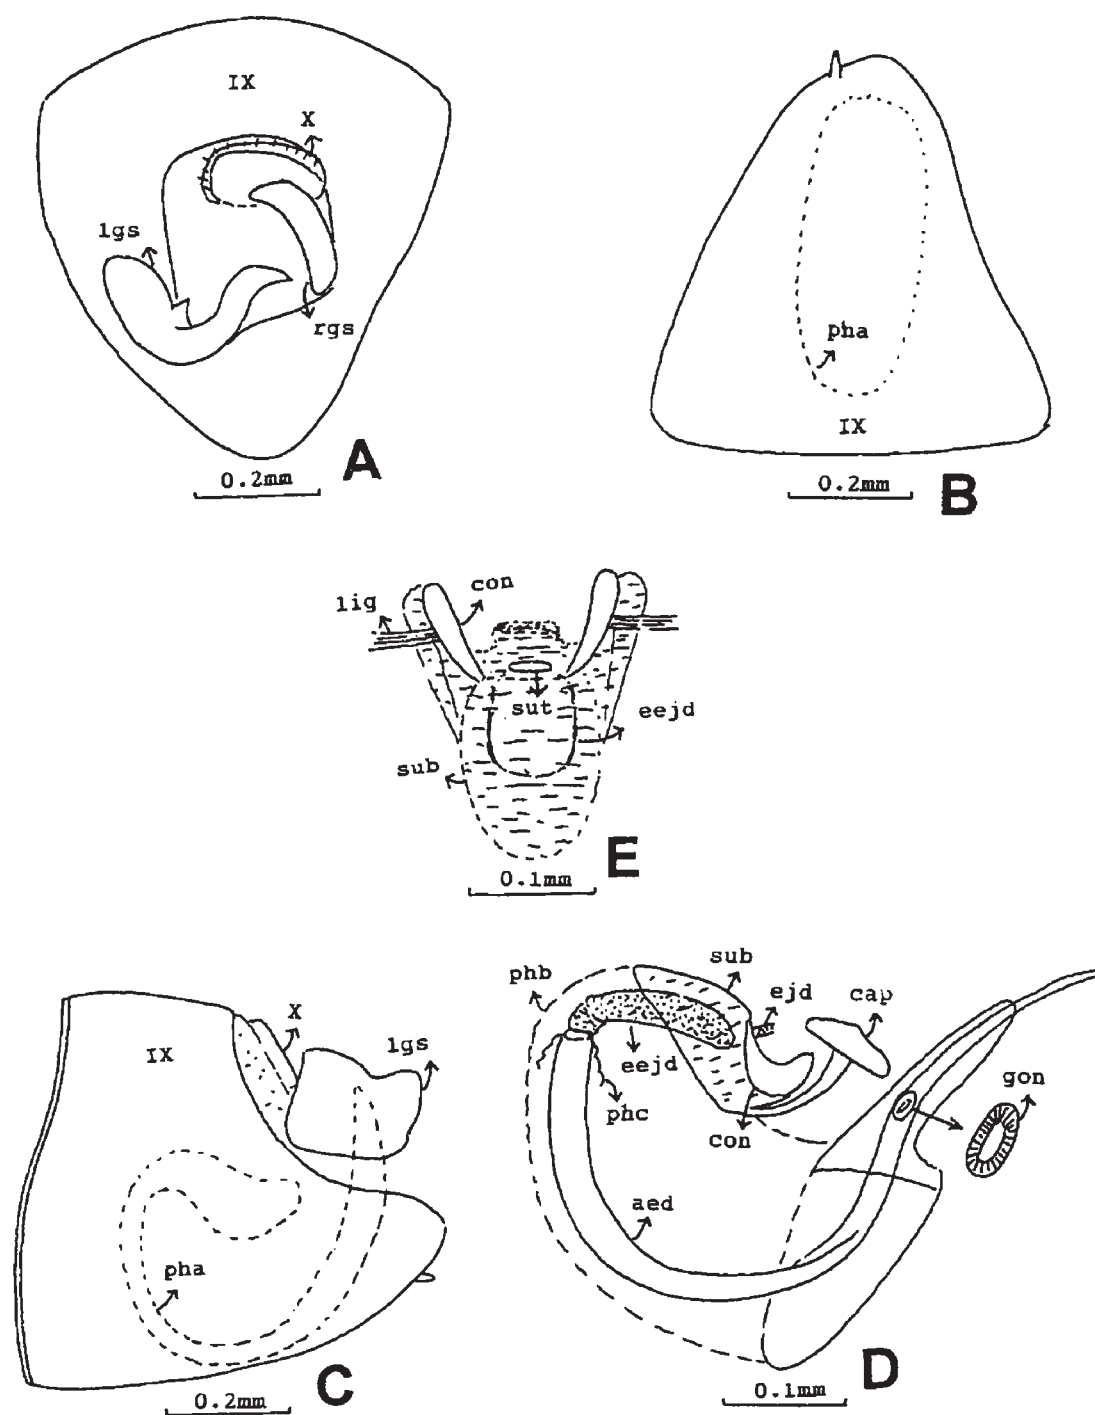 IX
X
lgs
rgs
A
0.2mm
pha
IX
B
0.2mm
lig
con
sut
eejd
sub
E
0.1mm
X
IX
lgs
pha
C
0.2mm
phb
sub
ejd
cap
eejd
phc
con
gon
aed
D
0.1mm